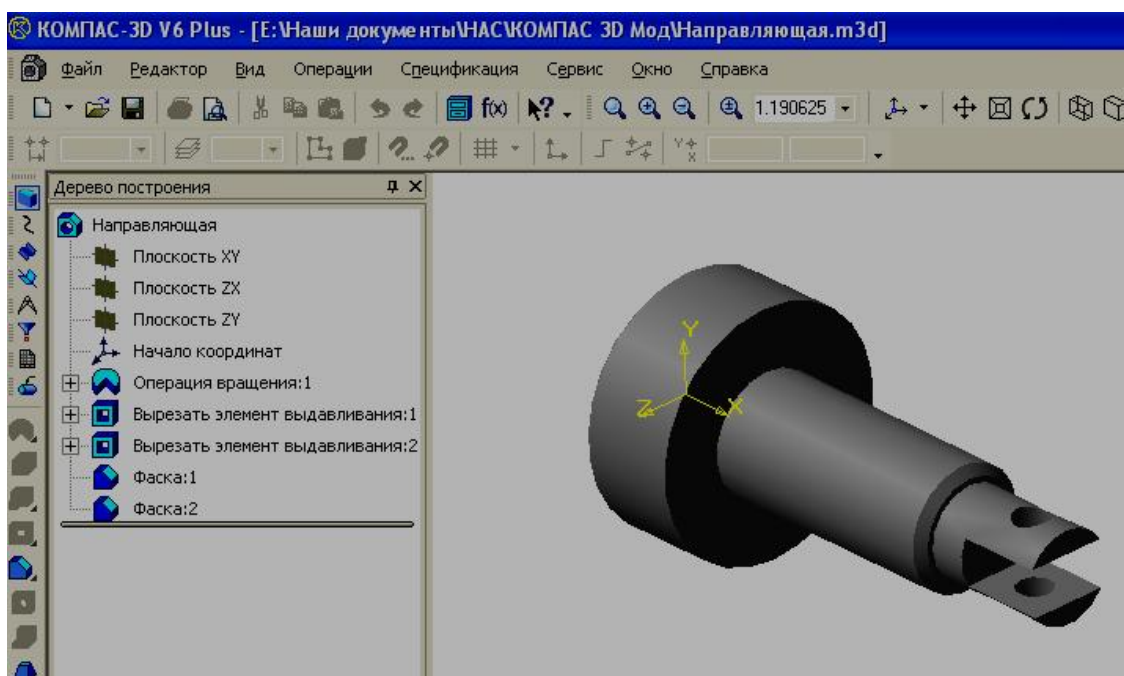 КОМПАС-3D V6 Plus - [E:\Наши документы\НАС\КОМПАС 3D Мод\Направляющая.m3d]
Файл Редактор Вид Операции Спецификация Сервис Окно Справка
f(x) 1.190625
Дерево построения
Направляющая
Плоскость XY
Плоскость ZX
Плоскость ZY
Начало координат
Операция вращения:1
Вырезать элемент выдавливания:1
Вырезать элемент выдавливания:2
Фаска:1
Фаска:2
Y
Z X